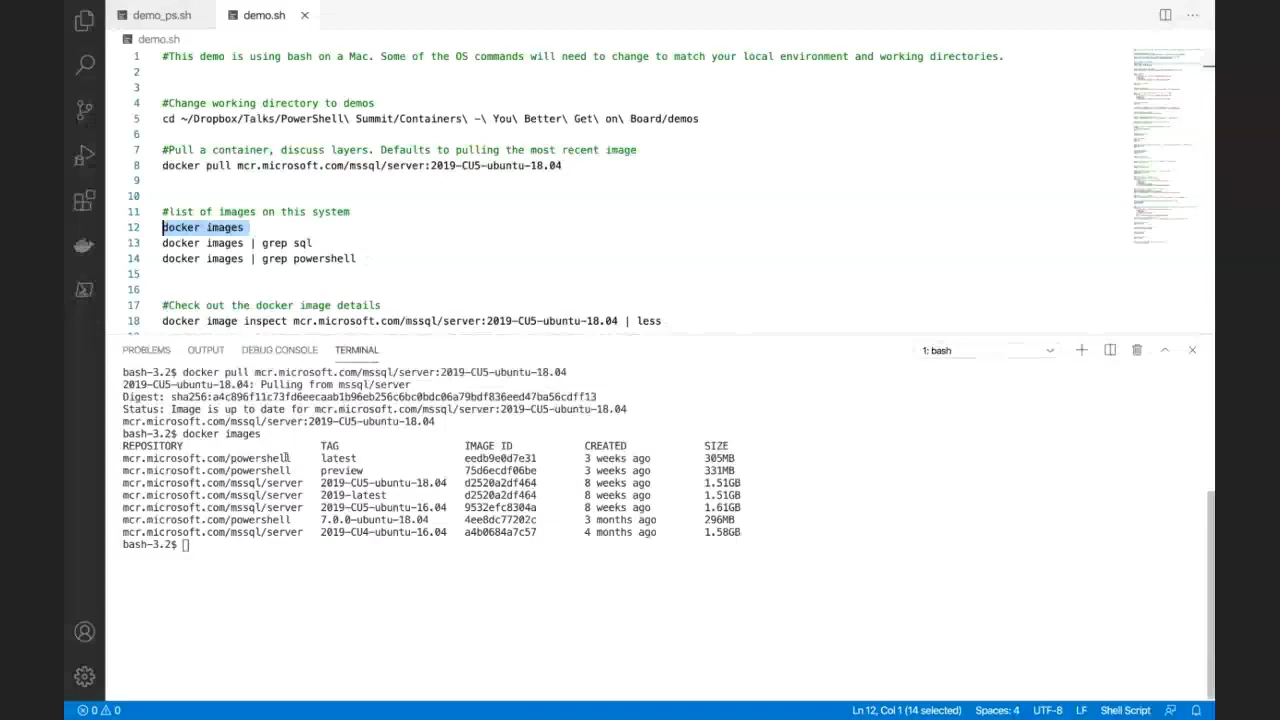 demo_ps.sh
demo.sh
demo.sh
1 #This demo is using bash on a Mac. Some of the OS commands will need to change to match your local environment and working directories.
2
3
4 #Change working directory to demos
5 cd ~/Dropbox/Talks/PowerShell\ Summit/Containers\ -\ You\ Better\ Get\ on\ Board/demos
6
7 #Pull a container, discuss layers. Defaults to pulling the most recent image
8 docker pull mcr.microsoft.com/mssql/server:2019-CU5-ubuntu-18.04
9
10
11 #list of images on this system
12 docker images
13 docker images | grep sql
14 docker images | grep powershell
15
16
17 #Check out the docker image details
18 docker image inspect mcr.microsoft.com/mssql/server:2019-CU5-ubuntu-18.04 | less
PROBLEMS OUTPUT DEBUG CONSOLE TERMINAL 1: bash
bash-3.2$ docker pull mcr.microsoft.com/mssql/server:2019-CU5-ubuntu-18.04
2019-CU5-ubuntu-18.04: Pulling from mssql/server
Digest: sha256:a4c896f11c73fd6eecaab1b96eb256c6bc0bdc06a79bdf836eed47ba56cdff13
Status: Image is up to date for mcr.microsoft.com/mssql/server:2019-CU5-ubuntu-18.04
mcr.microsoft.com/mssql/server:2019-CU5-ubuntu-18.04
bash-3.2$ docker images
REPOSITORY TAG IMAGE ID CREATED SIZE
mcr.microsoft.com/powershell latest eedb9e0d7e31 3 weeks ago 305MB
mcr.microsoft.com/powershell preview 75d6ecdf06be 3 weeks ago 331MB
mcr.microsoft.com/mssql/server 2019-CU5-ubuntu-18.04 d2520a2df464 8 weeks ago 1.51GB
mcr.microsoft.com/mssql/server 2019-latest d2520a2df464 8 weeks ago 1.51GB
mcr.microsoft.com/mssql/server 2019-CU5-ubuntu-16.04 9532efc8304a 8 weeks ago 1.61GB
mcr.microsoft.com/powershell 7.0.0-ubuntu-18.04 4ee8dc77202c 3 months ago 296MB
mcr.microsoft.com/mssql/server 2019-CU4-ubuntu-16.04 a4b0684a7c57 4 months ago 1.58GB
bash-3.2$
0 0 Ln 12, Col 1 (14 selected) Spaces: 4 UTF-8 LF Shell Script